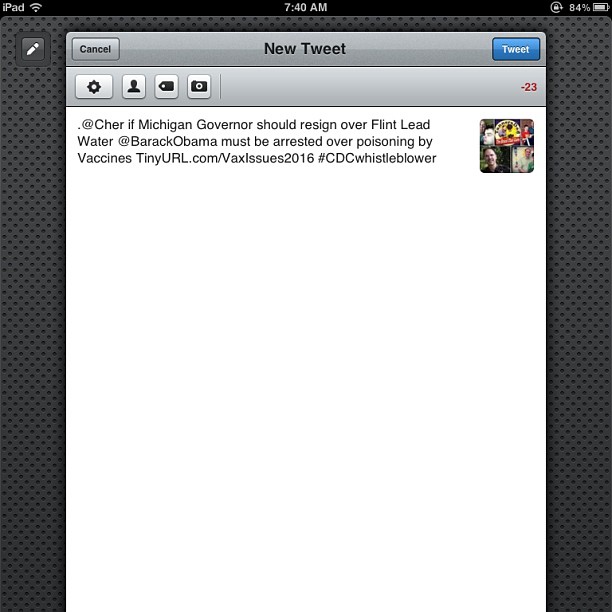 iPad 7:40 AM 84%
Cancel New Tweet Tweet
-23
.@Cher if Michigan Governor should resign over Flint Lead
Water @BarackObama must be arrested over poisoning by
Vaccines TinyURL.com/VaxIssues2016 #CDCwhistleblower